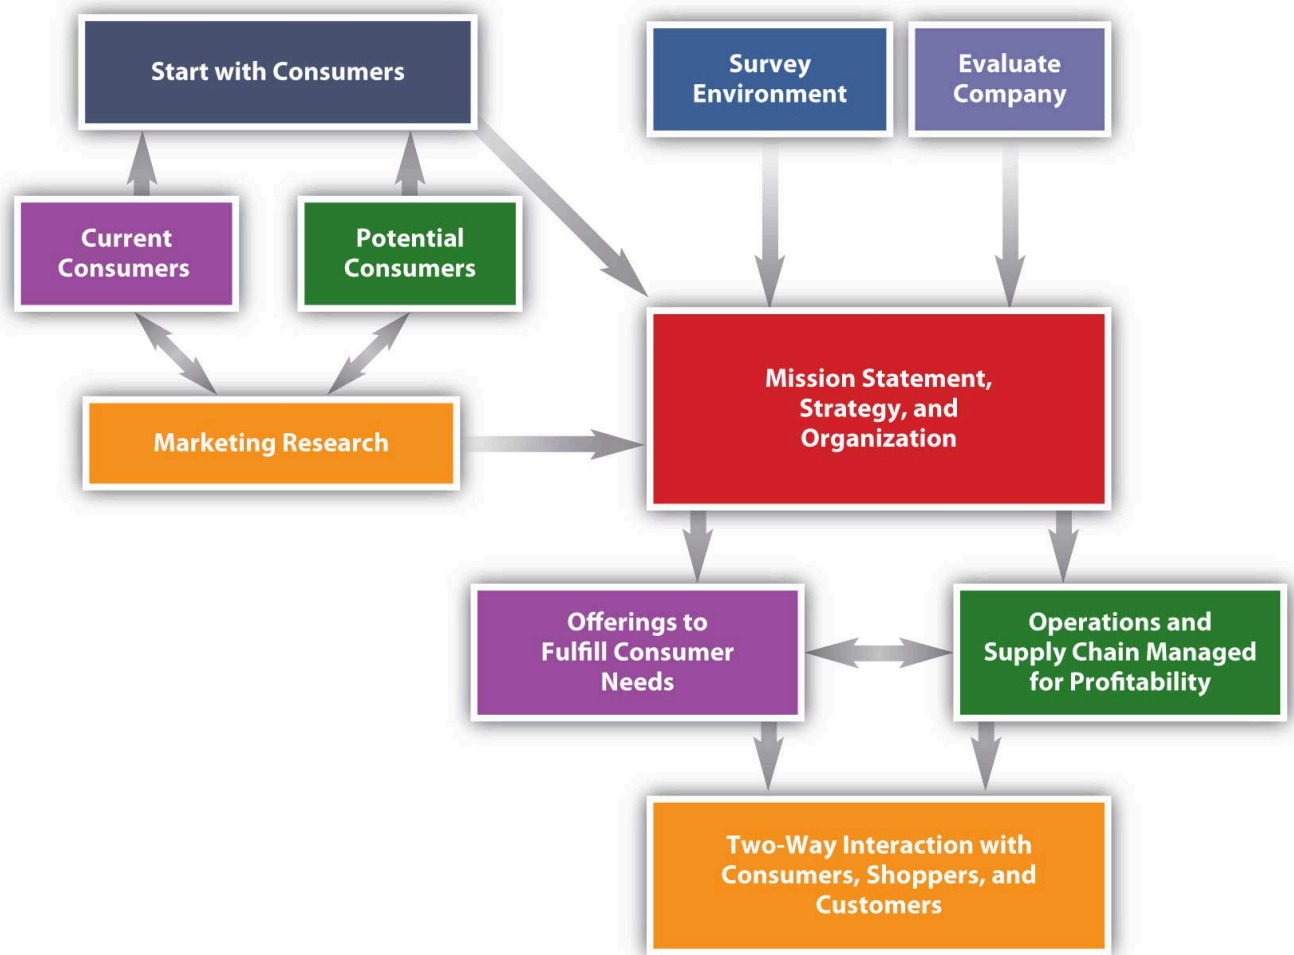 Start with Consumers
Survey
Environment
Evaluate
Company
Current
Consumers
Potential
Consumers
Marketing Research
Mission Statement,
Strategy, and
Organization
Offerings to
Fulfill Consumer
Needs
Operations and
Supply Chain Managed
for Profitability
Two-Way Interaction with
Consumers, Shoppers, and
Customers